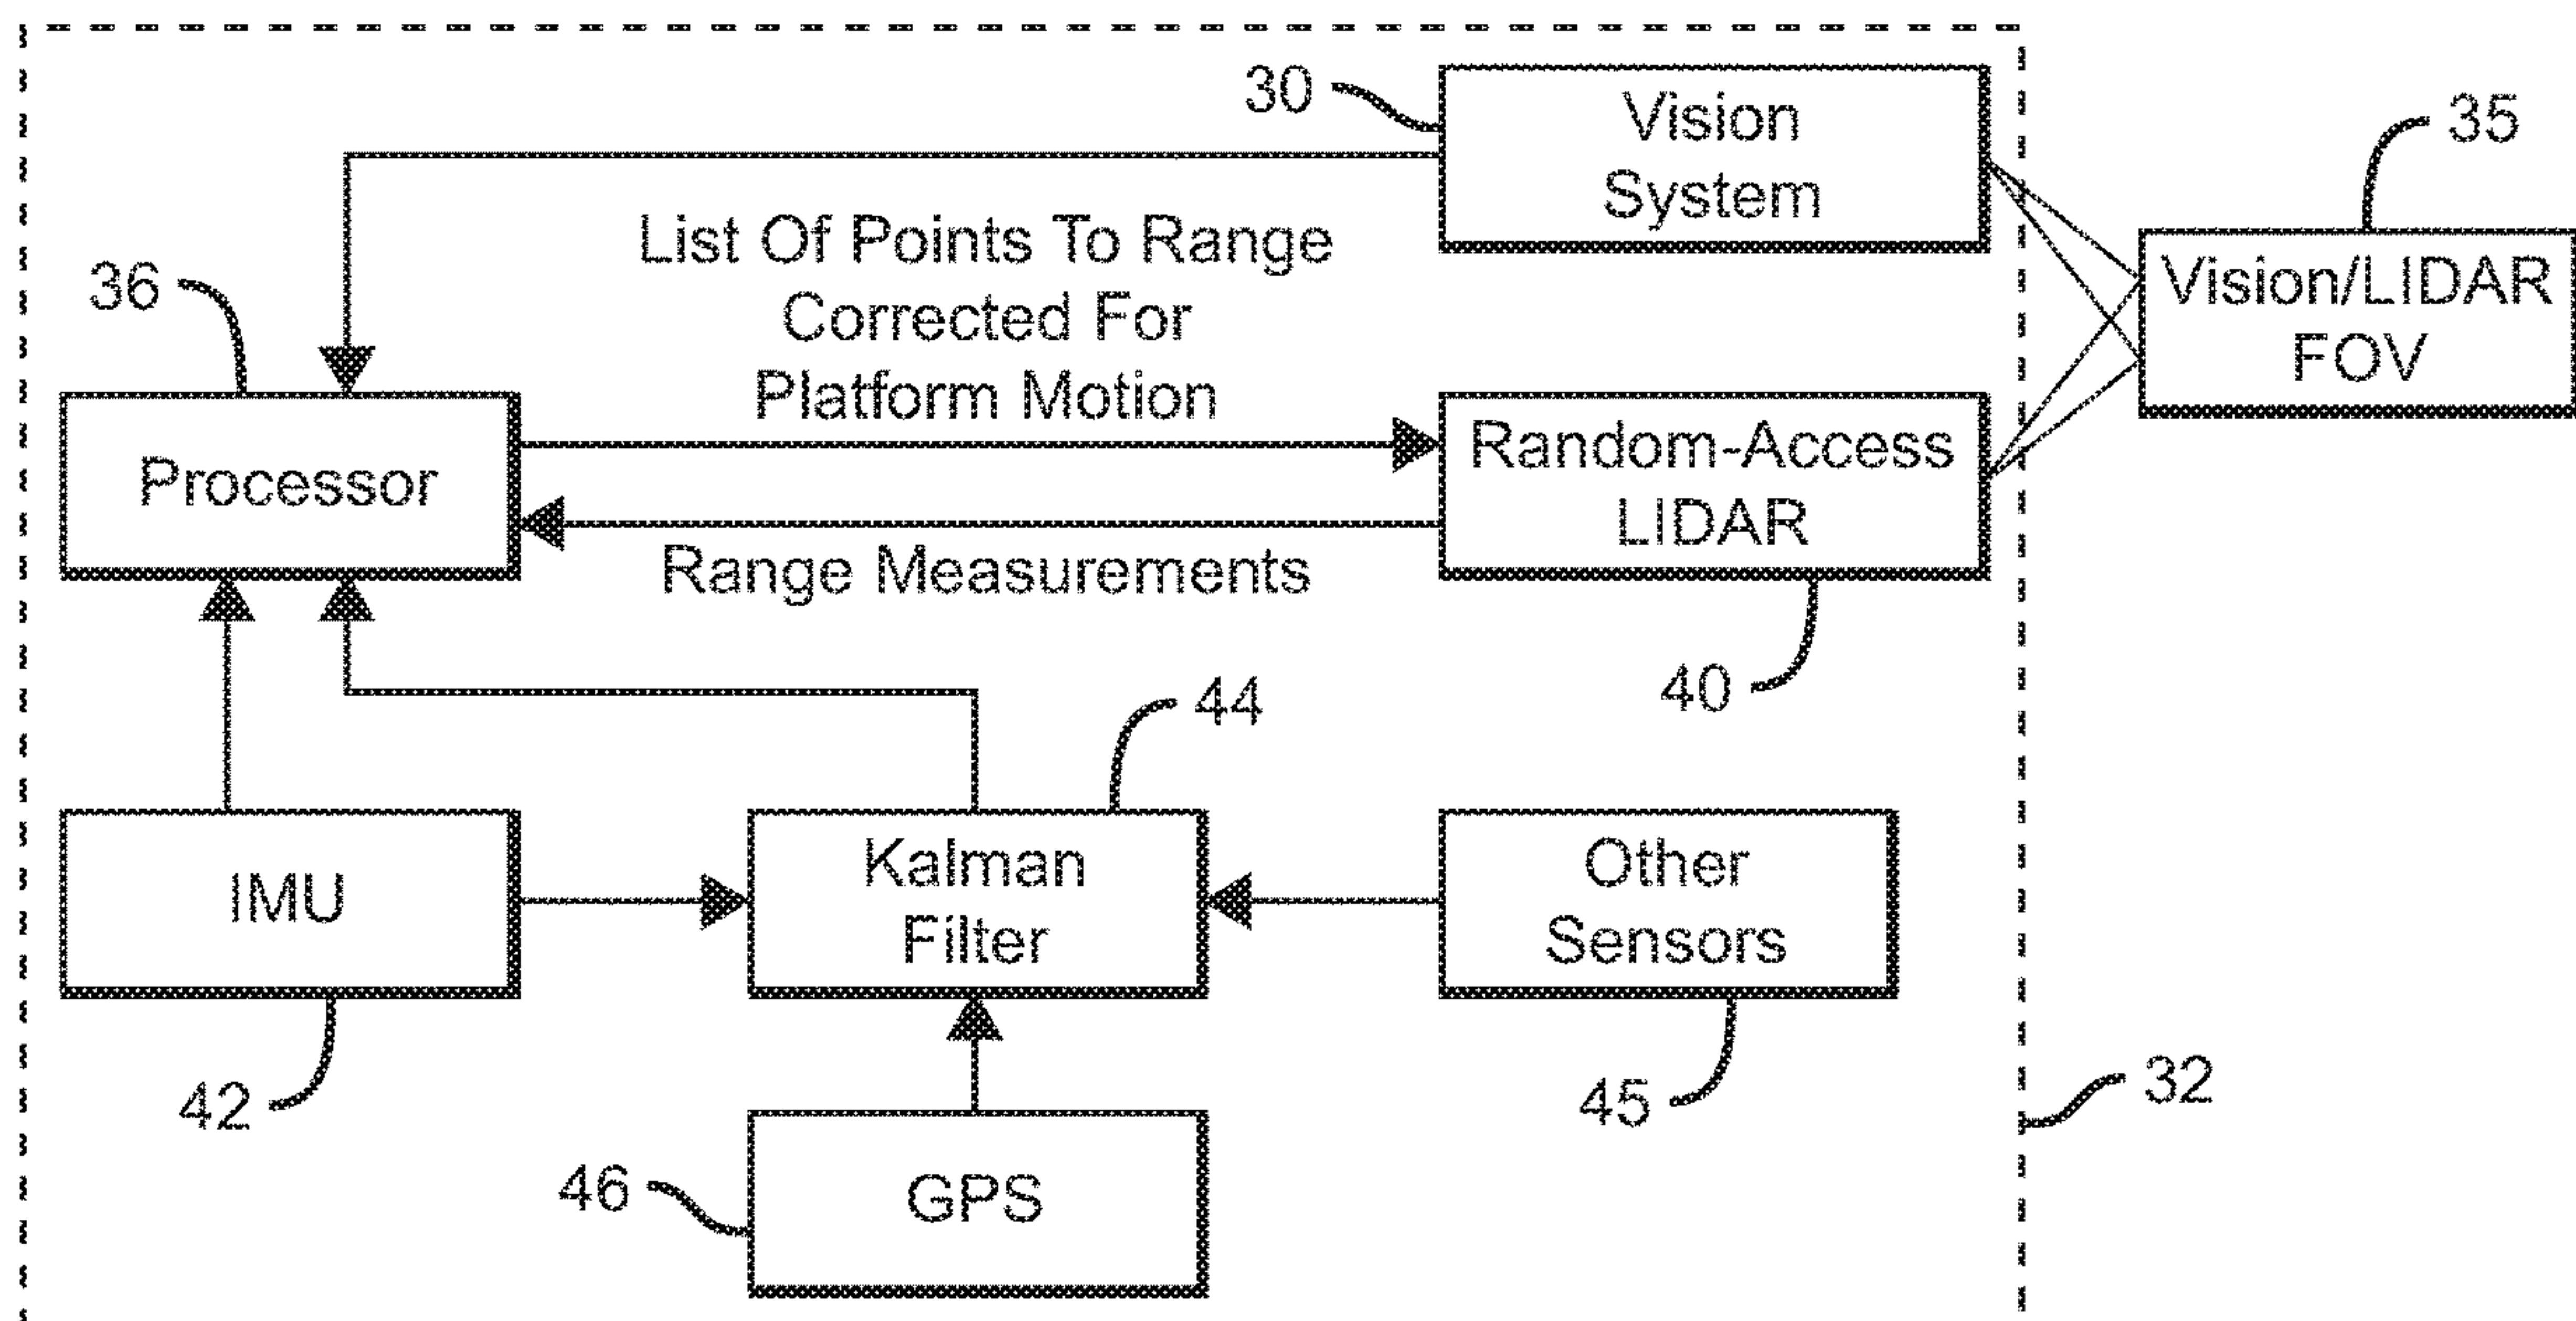 30
Vision
System
35
Vision/LIDAR
FOV
List Of Points To Range
Corrected For
Platform Motion
36
Processor
Random-Access
LIDAR
Range Measurements
40
44
IMU
Kalman
Filter
Other
Sensors
42
45
32
46
GPS